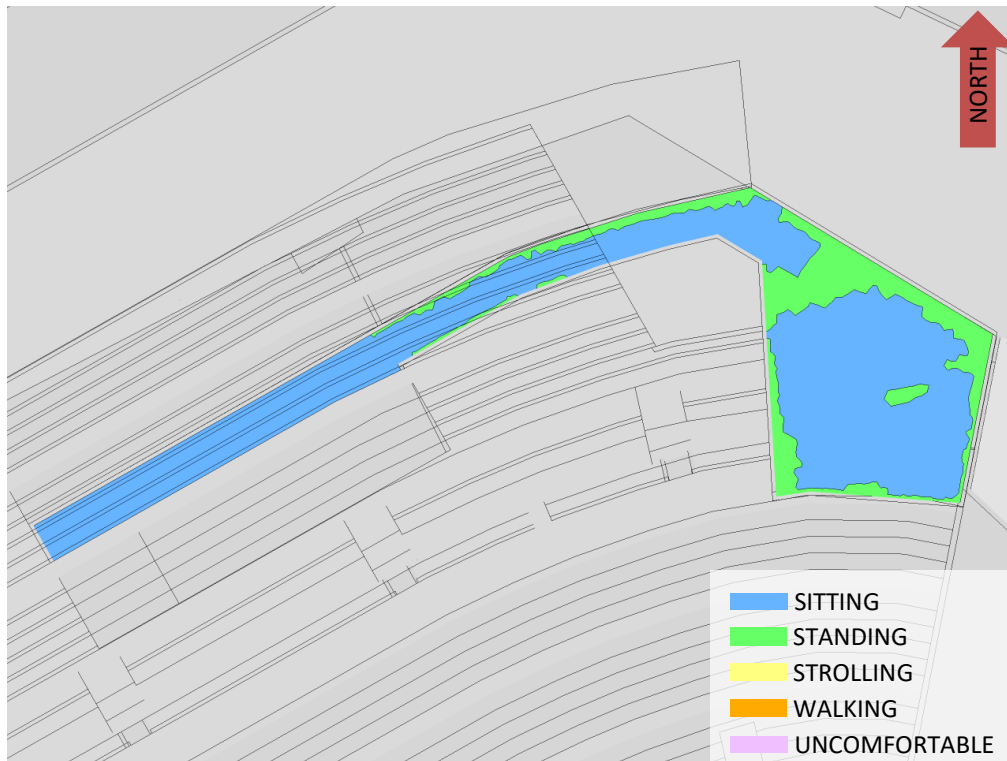 NORTH
SITTING
STANDING
STROLLING
WALKING
UNCOMFORTABLE